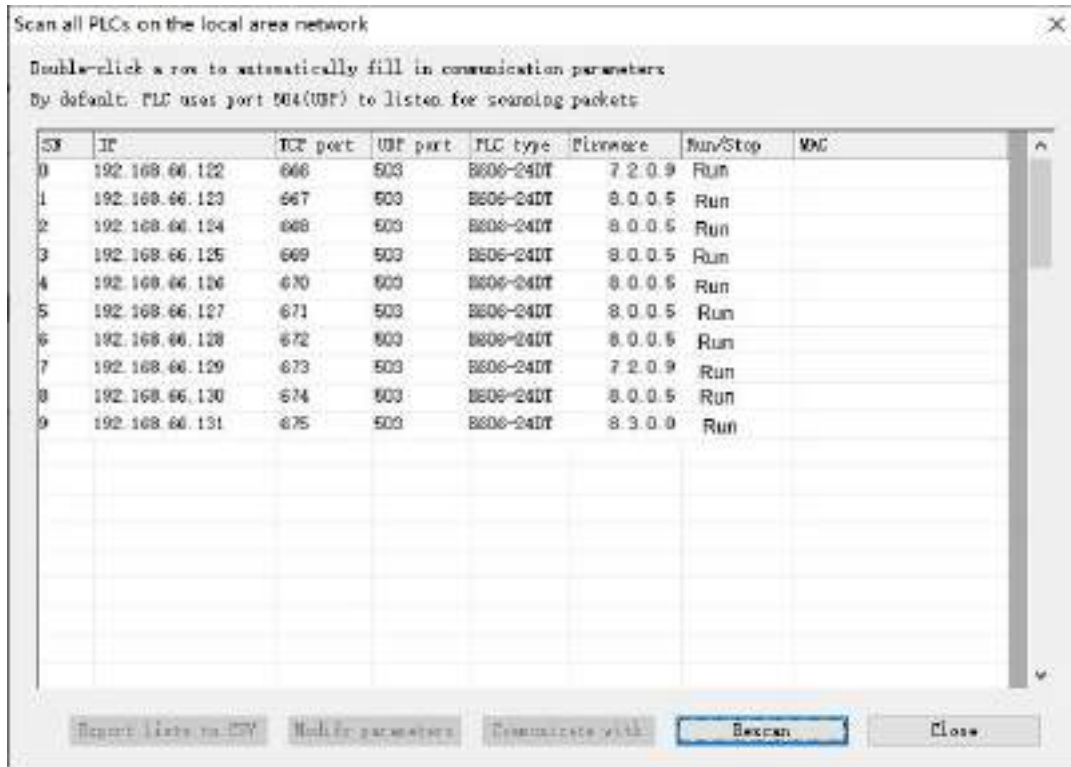 Scan all PLCs on the local area network
Double-click a row to automatically fill in communication parameters
By default, PLC uses port 504(UDP) to listen for scanning packets
SN IP TCP port UDP port PLC type Firmware Run/Stop MAC
0 192.168.66.122 666 503 B606-24DT 7.2.0.9 Run
1 192.168.66.123 667 503 B606-24DT 8.0.0.5 Run
2 192.168.66.124 668 503 B606-24DT 8.0.0.5 Run
3 192.168.66.125 669 503 B606-24DT 8.0.0.5 Run
4 192.168.66.126 670 503 B606-24DT 8.0.0.5 Run
5 192.168.66.127 671 503 B606-24DT 8.0.0.5 Run
6 192.168.66.128 672 503 B606-24DT 8.0.0.5 Run
7 192.168.66.129 673 503 B606-24DT 7.2.0.9 Run
8 192.168.66.130 674 503 B606-24DT 8.0.0.5 Run
9 192.168.66.131 675 503 B606-24DT 8.3.0.0 Run
Export lists to CSV Modify parameters Communicate with Rescan Close